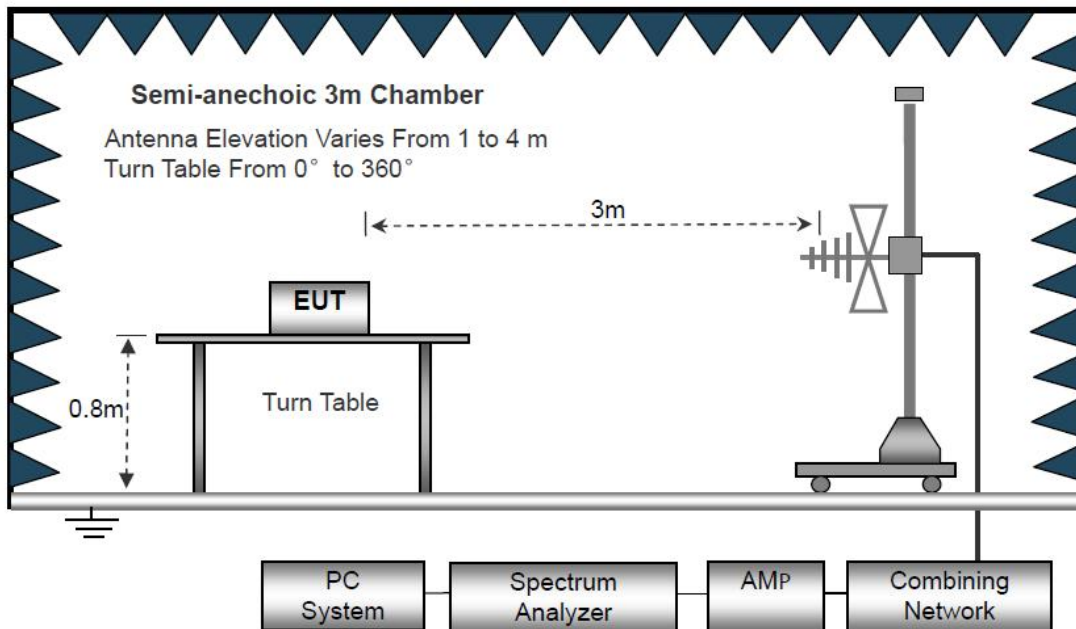 Semi-anechoic 3m Chamber
Antenna Elevation Varies From 1 to 4 m
Turn Table From 0° to 360°
3m
EUT
0.8m
Turn Table
PC
System
Spectrum
Analyzer
AMP
Combining
Network